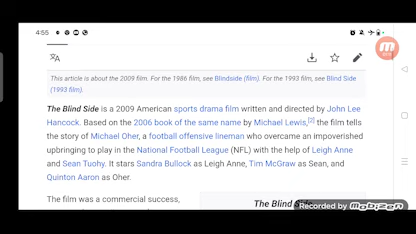 4:55
This article is about the 2009 film. For the 1986 film, see Blindside (film). For the 1993 film, see Blind Side
(1993 film).
The Blind Side is a 2009 American sports drama film written and directed by John Lee
Hancock. Based on the 2006 book of the same name by Michael Lewis,[2] the film tells
the story of Michael Oher, a football offensive lineman who overcame an impoverished
upbringing to play in the National Football League (NFL) with the help of Leigh Anne
and Sean Tuohy. It stars Sandra Bullock as Leigh Anne, Tim McGraw as Sean, and
Quinton Aaron as Oher.
The film was a commercial success,
The Blind
Recorded by Mobizen